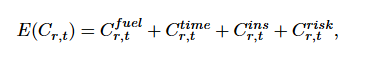 E(C_{r,t}) = C_{r,t}^{fuel} + C_{r,t}^{time} + C_{r,t}^{ins} + C_{r,t}^{risk},